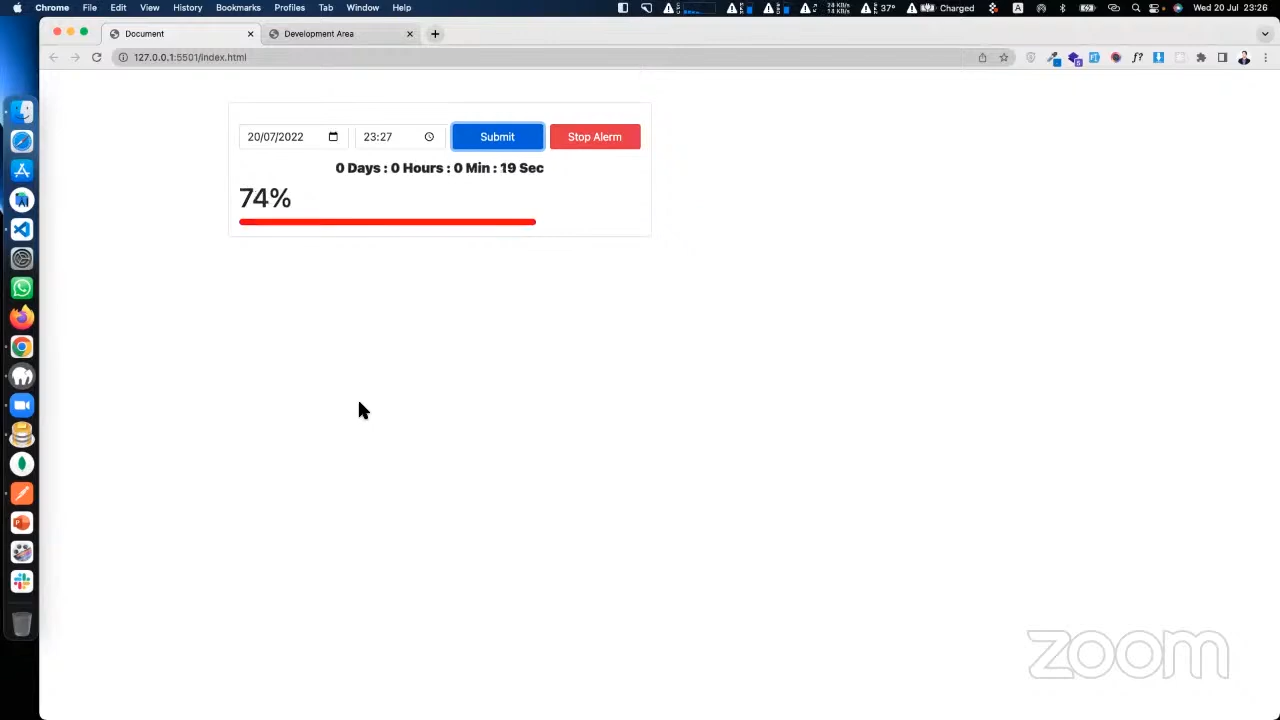 Chrome File Edit View History Bookmarks Profiles Tab Window Help
Charged Wed 20 Jul 23:26
Document Development Area
127.0.0.1:5501/index.html
20/07/2022 23:27 Submit Stop Alerm
0 Days : 0 Hours : 0 Min : 19 Sec
74%
zoom